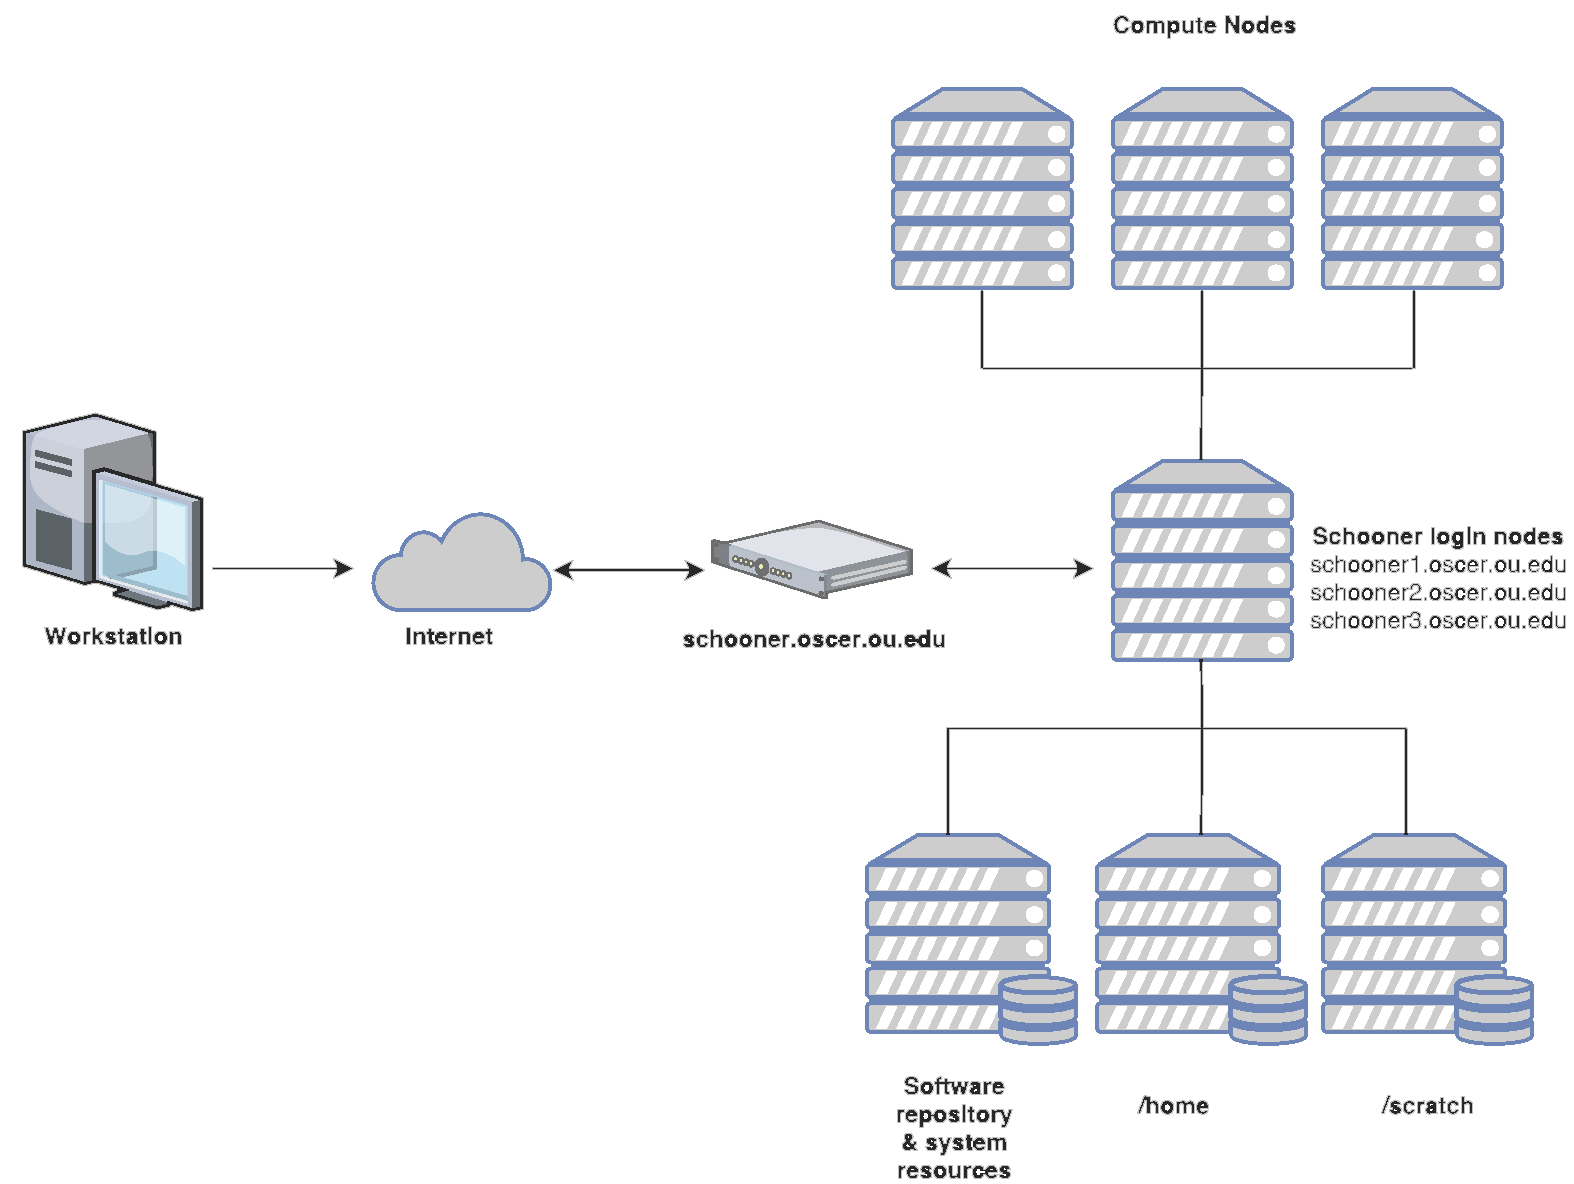 Compute Nodes
Schooner login nodes
schooner1.oscer.ou.edu
schooner2.oscer.ou.edu
schooner3.oscer.ou.edu
Workstation
Internet
schooner.oscer.ou.edu
Software
repository
& system
resources
/home
/scratch